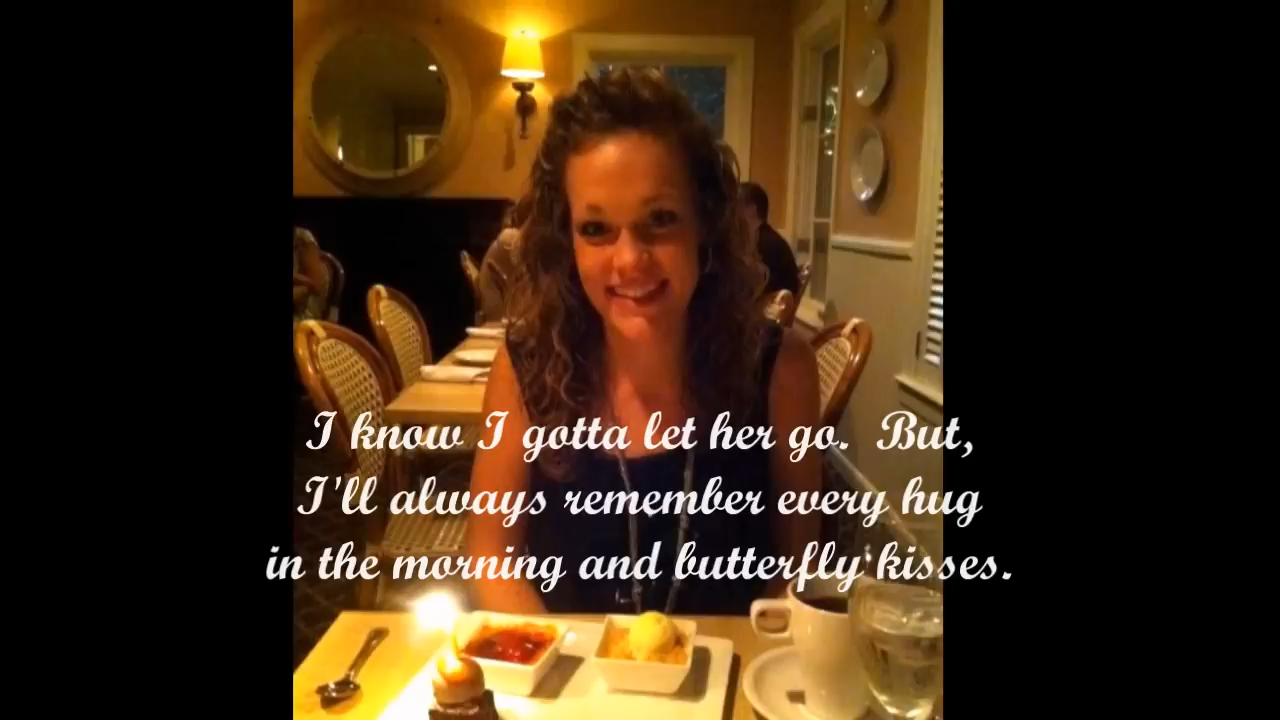 I know I gotta let her go.  But,
I'll always remember every hug
in the morning and butterfly kisses.